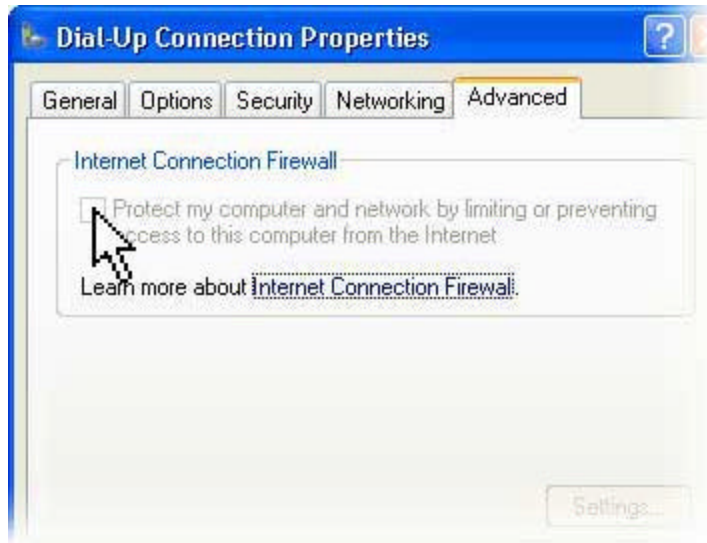 Dial-Up Connection Properties
?
General Options Security Networking Advanced
Internet Connection Firewall
Protect my computer and network by limiting or preventing
access to this computer from the Internet
Learn more about Internet Connection Firewall.
Settings...